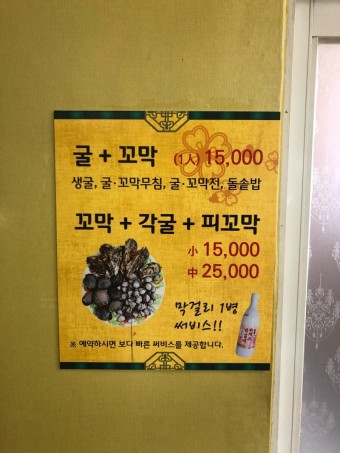 굴 + 꼬막 (1人) 15,000
생굴, 굴·꼬막무침, 굴·꼬막전, 돌솥밥
꼬막 + 각굴 + 피꼬막
小 15,000
中 25,000
막걸리 1병
써비스!!
※ 예약하시면 보다 빠른 써비스를 제공합니다.